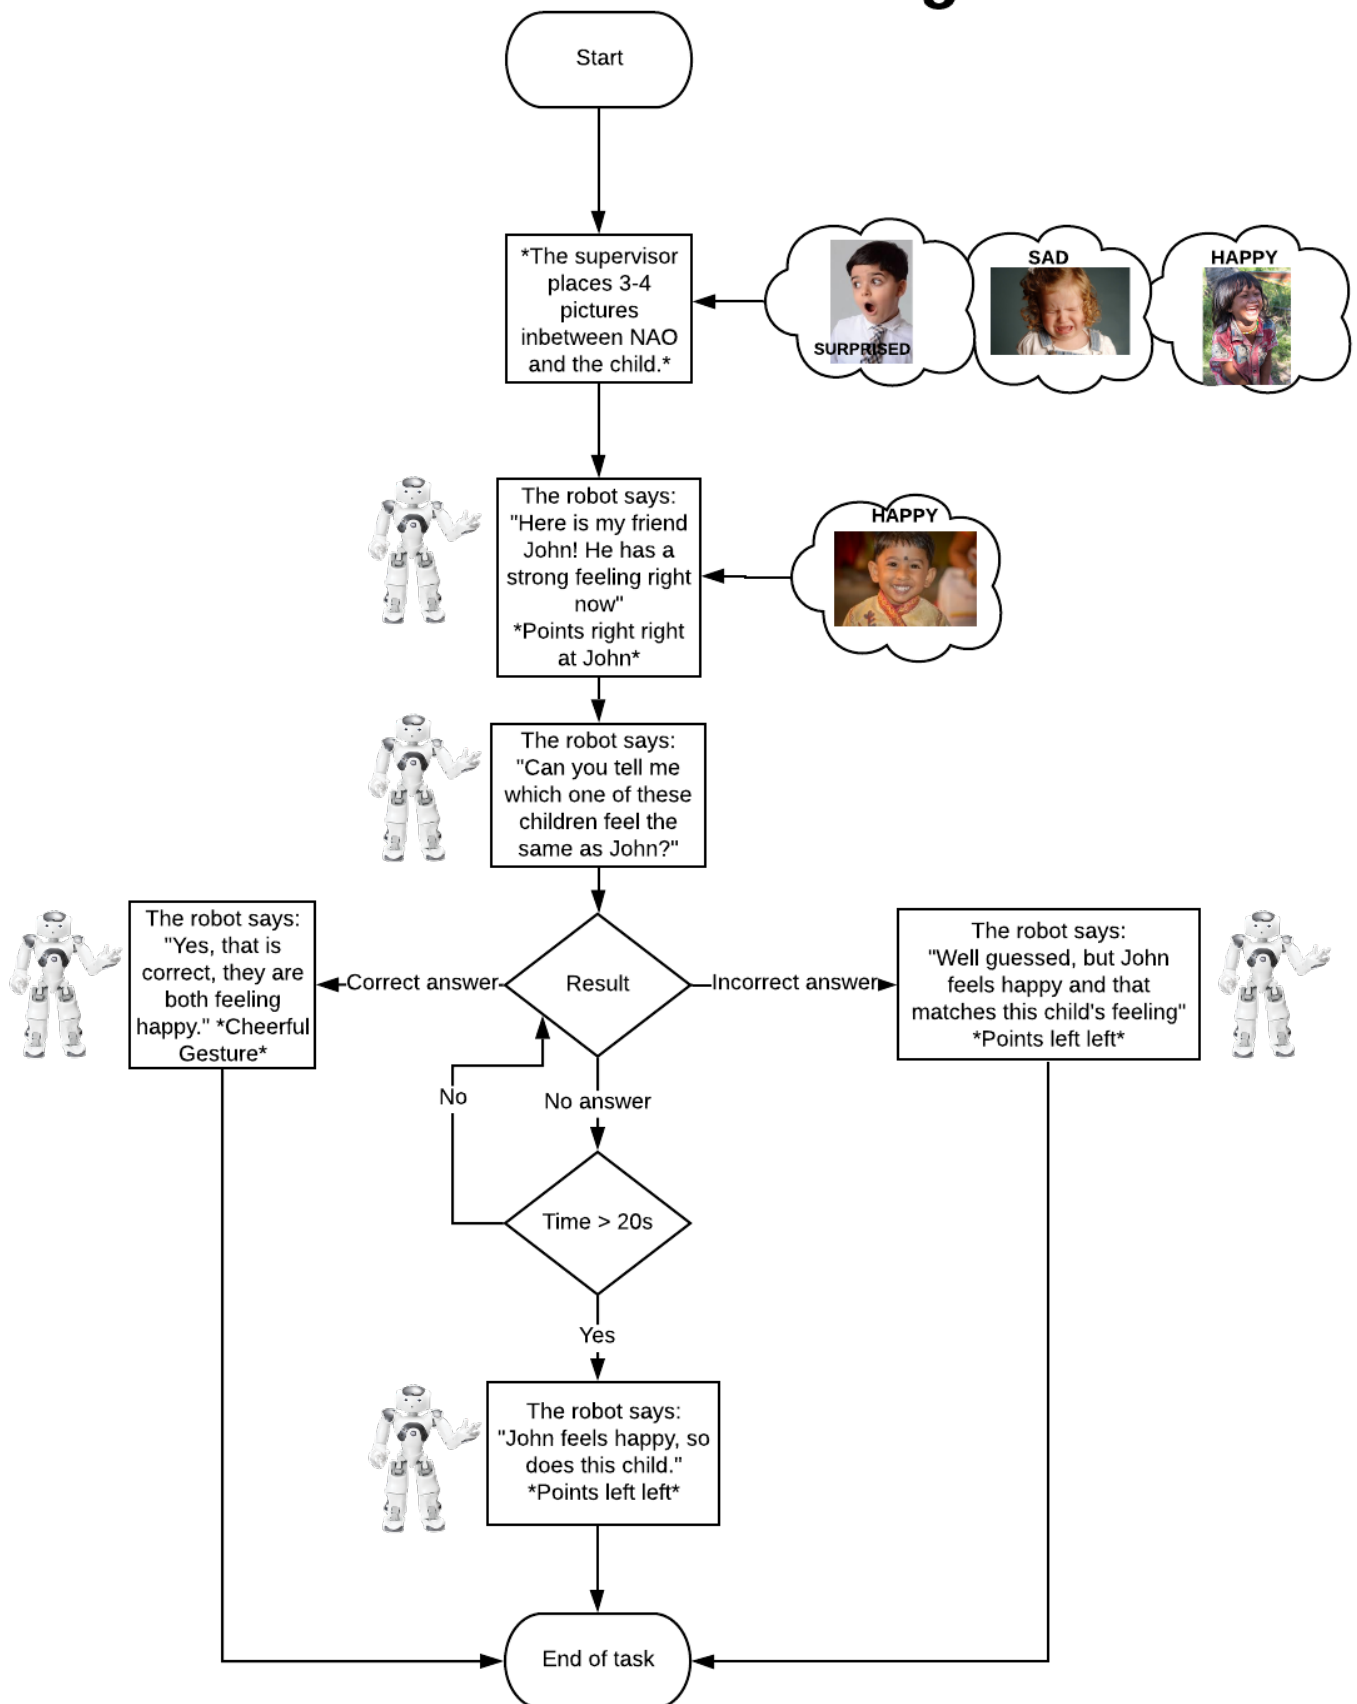 Start
*The supervisor
places 3-4
pictures
inbetween NAO
and the child.*
SURPRISED
SAD
HAPPY
The robot says:
"Here is my friend
John! He has a
strong feeling right
now"
*Points right right
at John*
HAPPY
The robot says:
"Can you tell me
which one of these
children feel the
same as John?"
The robot says:
"Yes, that is
correct, they are
both feeling
happy." *Cheerful
Gesture*
Correct answer
Result
Incorrect answer
The robot says:
"Well guessed, but John
feels happy and that
matches this child's feeling"
*Points left left*
No
No answer
Time > 20s
Yes
The robot says:
"John feels happy, so
does this child."
*Points left left*
End of task